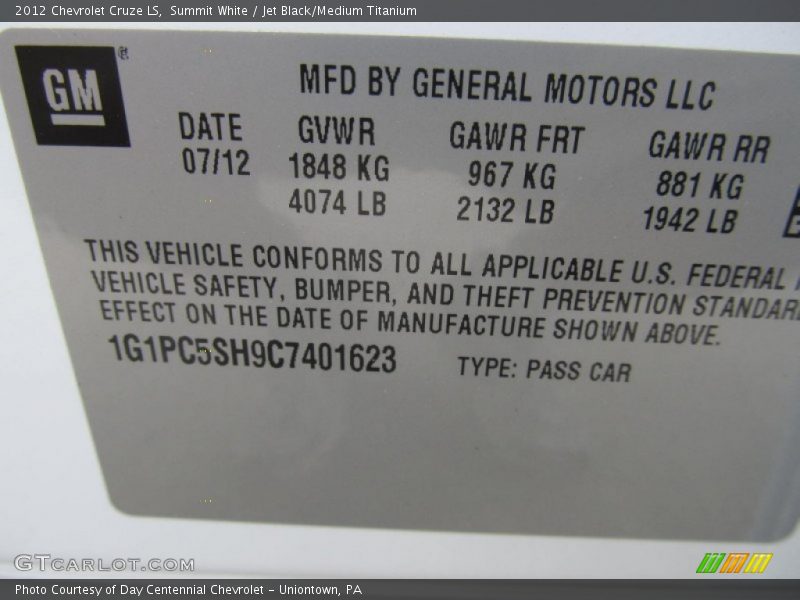 2012 Chevrolet Cruze LS, Summit White / Jet Black/Medium Titanium
GM ®
MFD BY GENERAL MOTORS LLC
DATE GVWR GAWR FRT GAWR RR
07/12 1848 KG 967 KG 881 KG
4074 LB 2132 LB 1942 LB
THIS VEHICLE CONFORMS TO ALL APPLICABLE U.S. FEDERAL
VEHICLE SAFETY, BUMPER, AND THEFT PREVENTION STANDAR
EFFECT ON THE DATE OF MANUFACTURE SHOWN ABOVE.
1G1PC5SH9C7401623 TYPE: PASS CAR
GTCARLOT.COM
Photo Courtesy of Day Centennial Chevrolet - Uniontown, PA